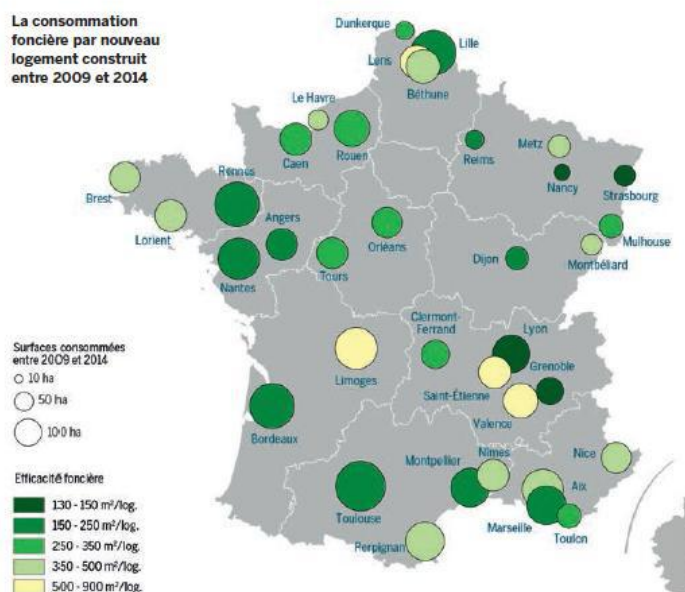 La consommation
foncière par nouveau
logement construit
entre 2009 et 2014
Dunkerque
Lille
Lens
Béthune
Le Havre
Caen
Rouen
Reims
Metz
Nancy
Strasbourg
Brest
Rennes
Lorient
Angers
Nantes
Tours
Orléans
Dijon
Mulhouse
Montbéliard
Surfaces consommées
entre 2009 et 2014
10 ha
50 ha
100 ha
Limoges
Clermont-
Ferrand
Lyon
Grenoble
Saint-Étienne
Valence
Bordeaux
Toulouse
Montpellier
Nîmes
Nice
Aix
Marseille
Toulon
Perpignan
Efficacité foncière
130 - 150 m²/log.
150 - 250 m²/log.
250 - 350 m²/log.
350 - 500 m²/log.
500 - 900 m²/log.